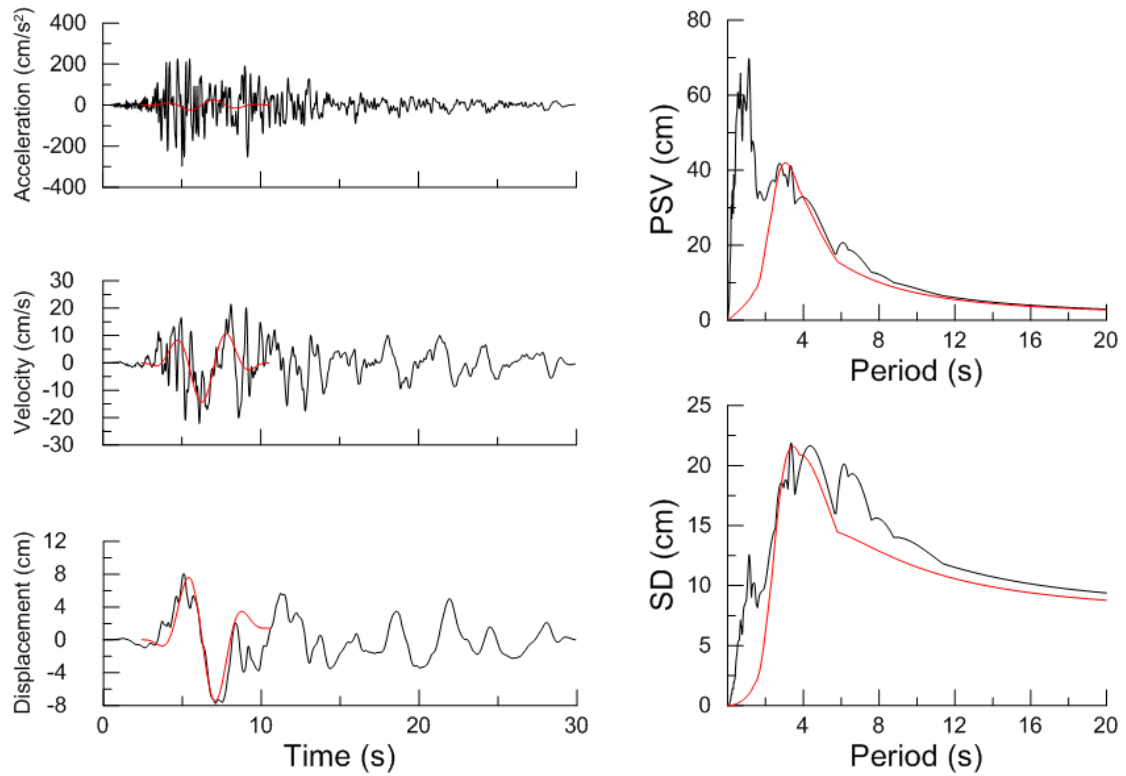 Acceleration (cm/s²)
400
200
0
-200
-400
Velocity (cm/s)
30
20
10
0
-10
-20
-30
Displacement (cm)
12
8
4
0
-4
-8
0 10 20 30
Time (s)
PSV (cm)
80
60
40
20
0
4 8 12 16 20
Period (s)
SD (cm)
25
20
15
10
5
0
4 8 12 16 20
Period (s)